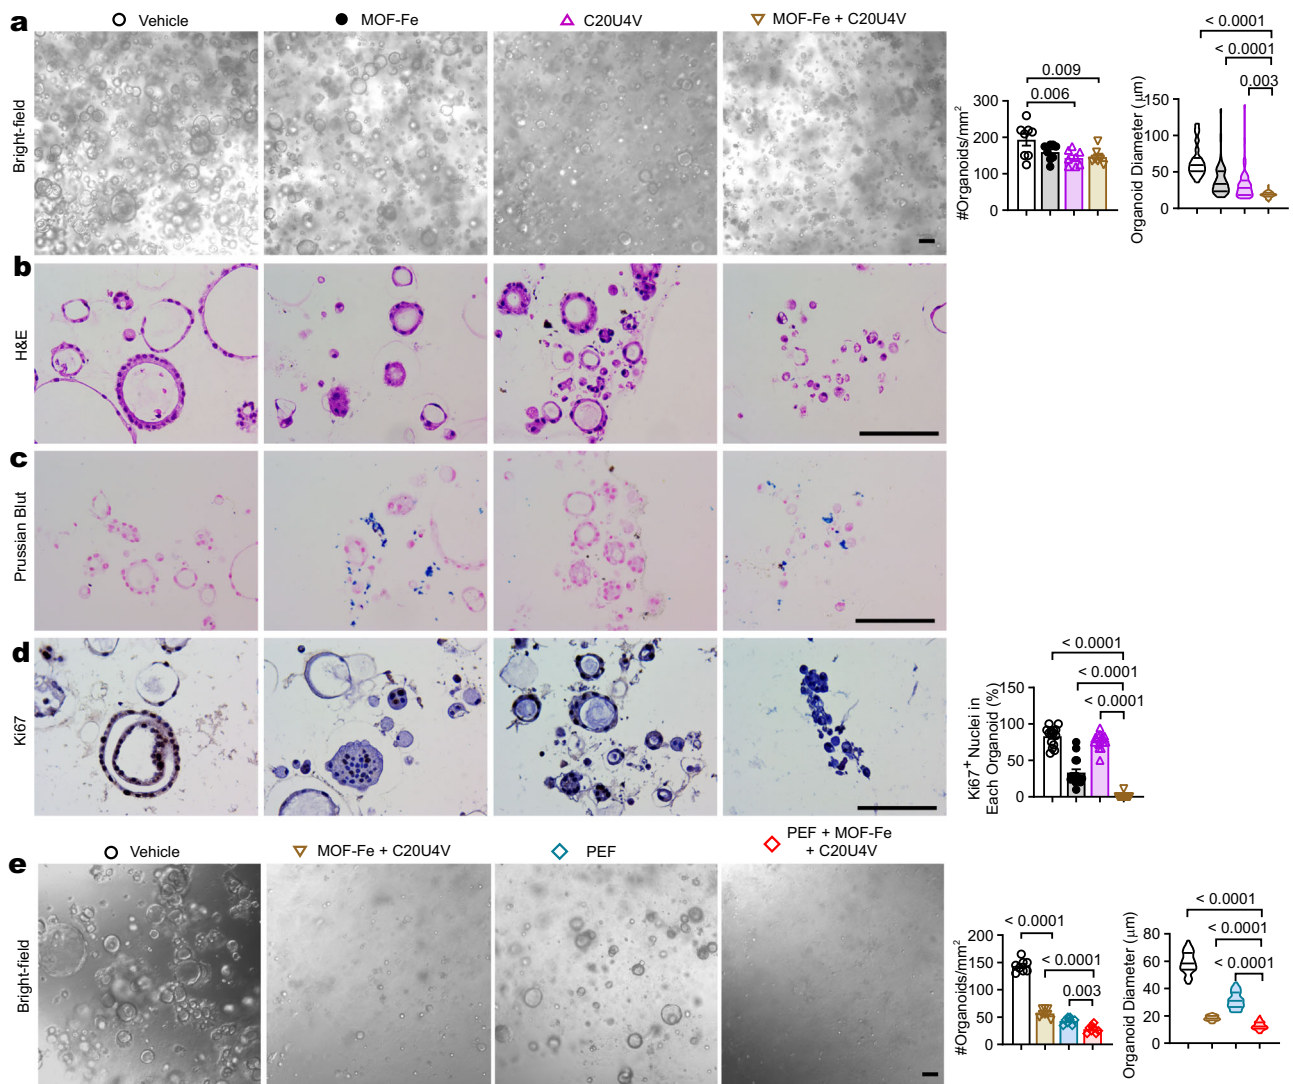 a
Vehicle
MOF-Fe
C20U4V
MOF-Fe + C20U4V
Bright-field
#Organoids/mm2
300
200
100
0
0.009
0.006
Organoid Diameter (µm)
150
100
50
0
< 0.0001
< 0.0001
0.003
b
H&E
c
Prussian Blut
d
Ki67
Ki67+ Nuclei in
Each Organoid (%)
150
100
50
0
< 0.0001
< 0.0001
< 0.0001
e
Vehicle
MOF-Fe + C20U4V
PEF
PEF + MOF-Fe
+ C20U4V
Bright-field
#Organoids/mm2
200
150
100
50
0
< 0.0001
< 0.0001
0.003
Organoid Diameter (µm)
80
60
40
20
0
< 0.0001
< 0.0001
< 0.0001